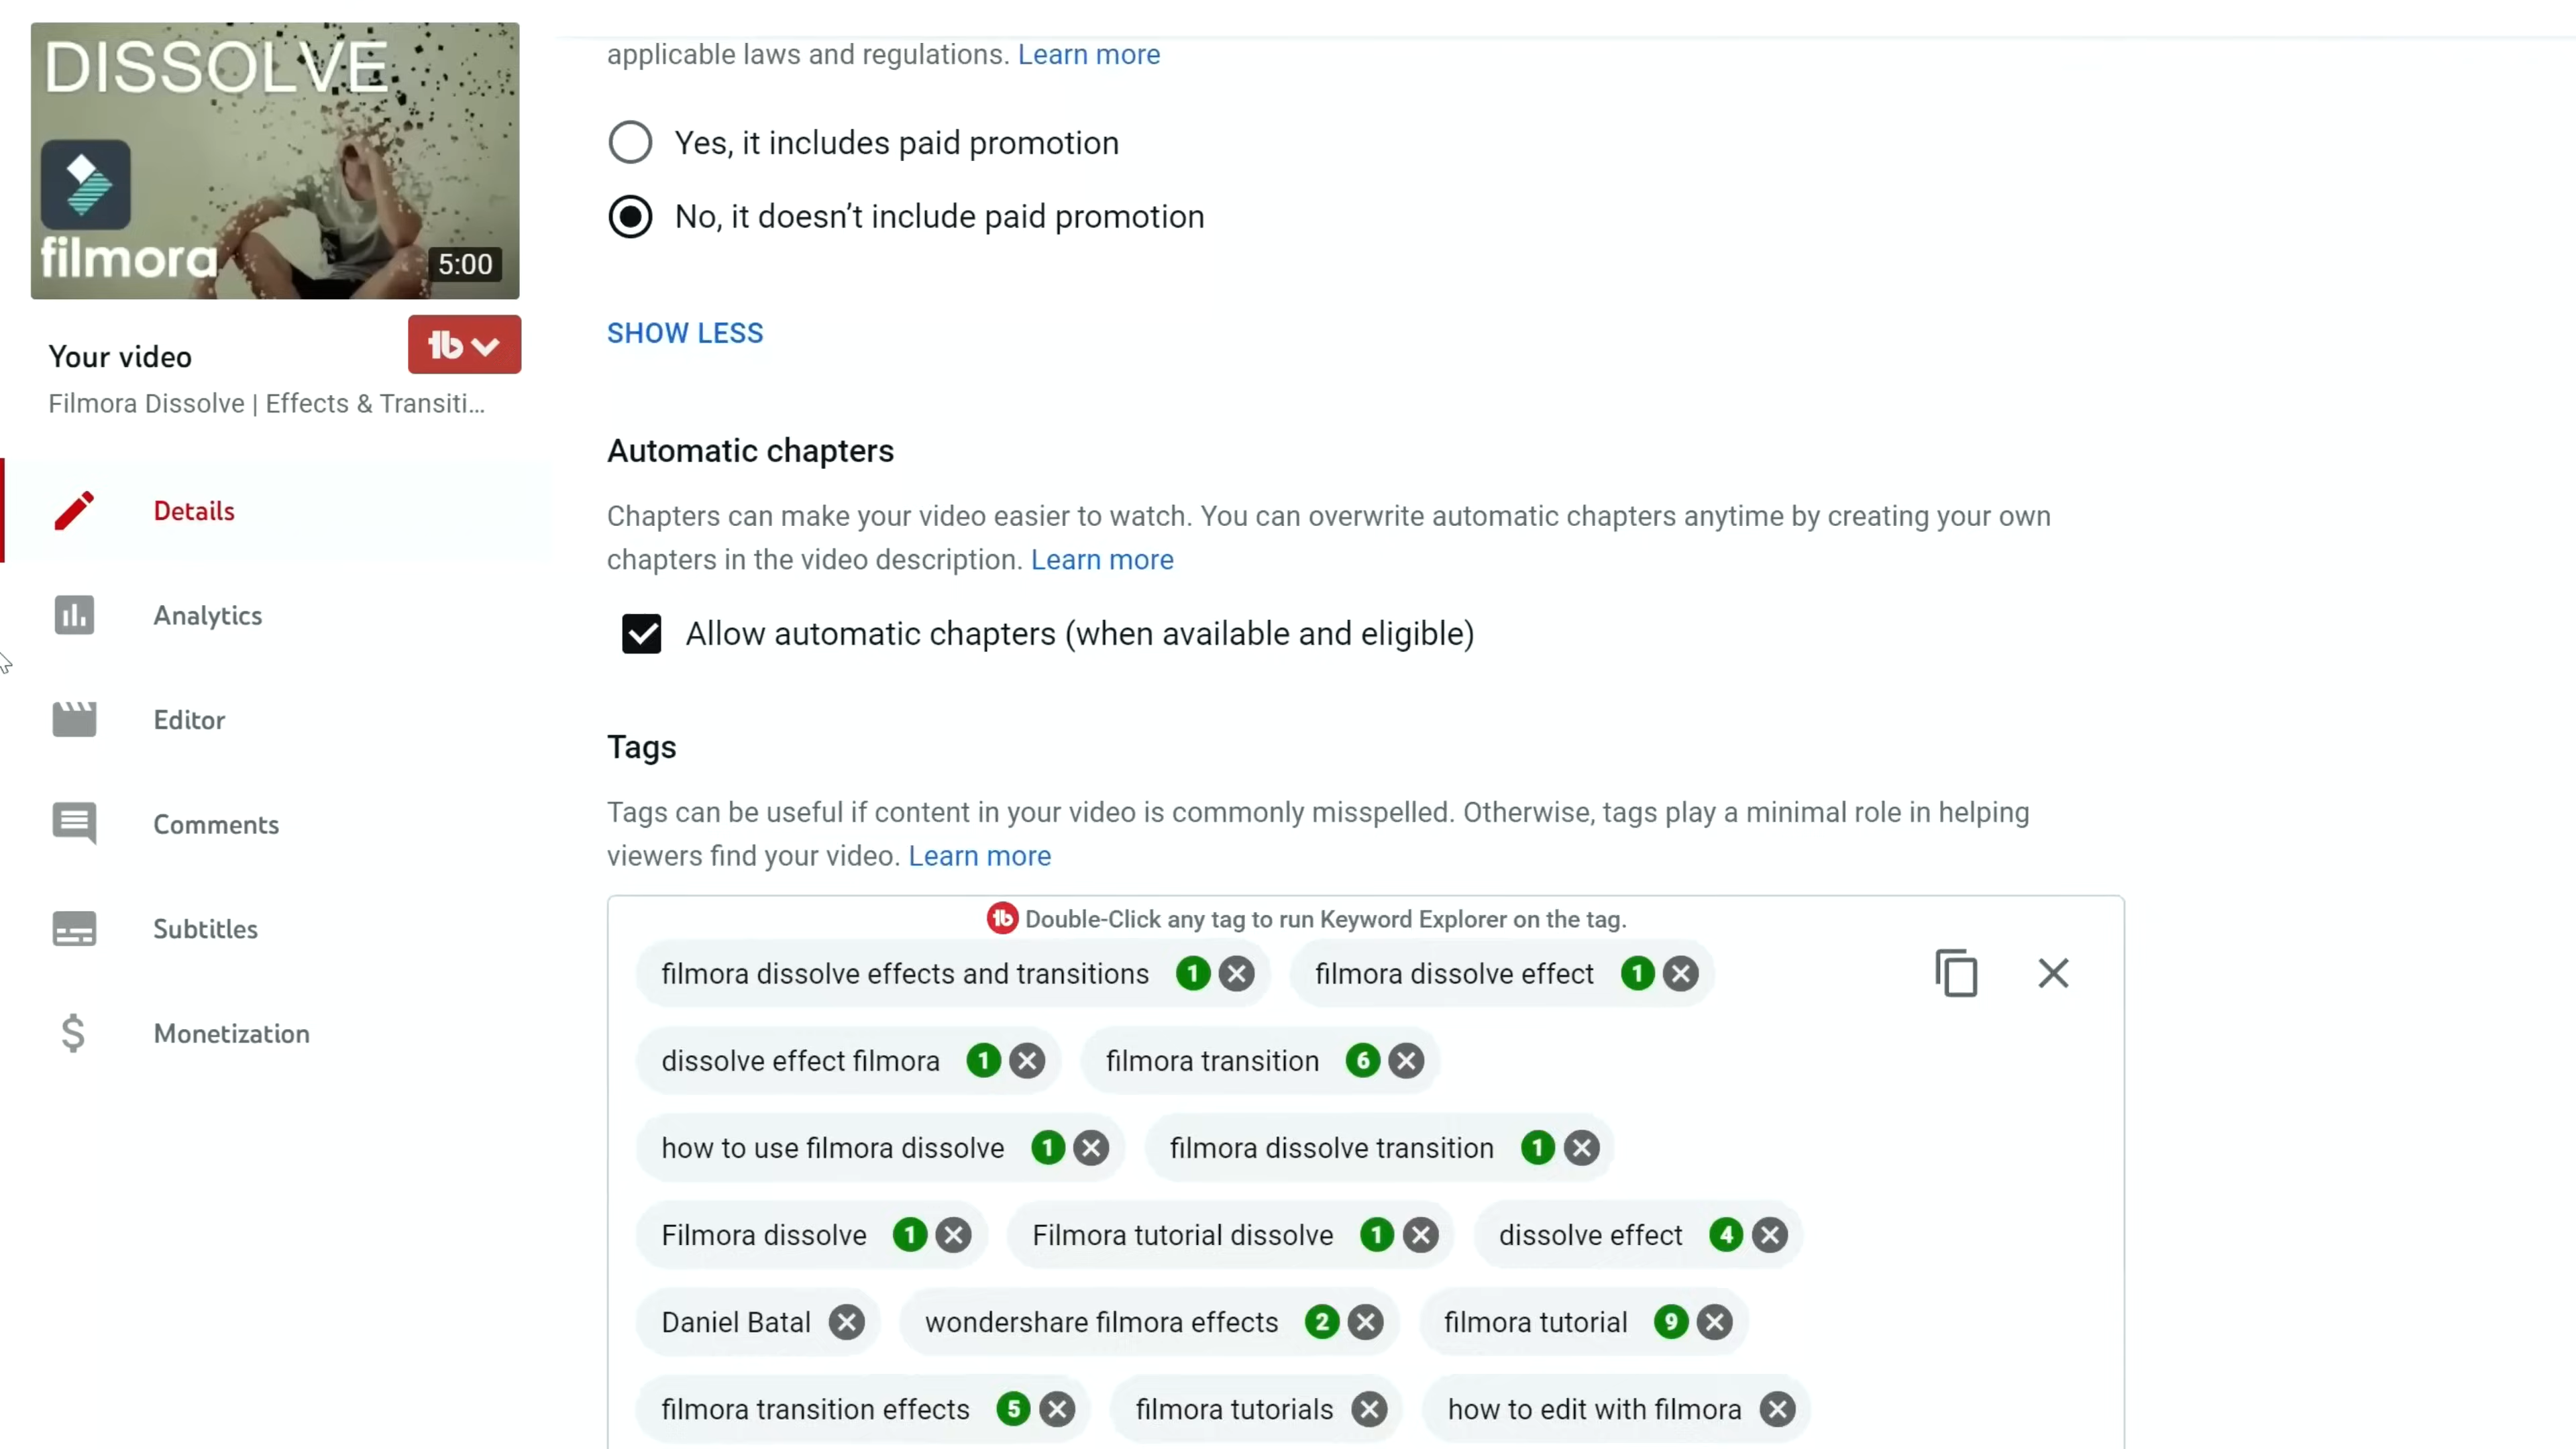 DISSOLVE
filmora
5:00
Your video
Filmora Dissolve | Effects & Transiti...
Details
Analytics
Editor
Comments
Subtitles
Monetization
applicable laws and regulations. Learn more
Yes, it includes paid promotion
No, it doesn’t include paid promotion
SHOW LESS
Automatic chapters
Chapters can make your video easier to watch. You can overwrite automatic chapters anytime by creating your own
chapters in the video description. Learn more
Allow automatic chapters (when available and eligible)
Tags
Tags can be useful if content in your video is commonly misspelled. Otherwise, tags play a minimal role in helping
viewers find your video. Learn more
tb Double-Click any tag to run Keyword Explorer on the tag.
filmora dissolve effects and transitions 1 filmora dissolve effect 1
dissolve effect filmora 1 filmora transition 6
how to use filmora dissolve 1 filmora dissolve transition 1
Filmora dissolve 1 Filmora tutorial dissolve 1 dissolve effect 4
Daniel Batal wondershare filmora effects 2 filmora tutorial 9
filmora transition effects 5 filmora tutorials how to edit with filmora